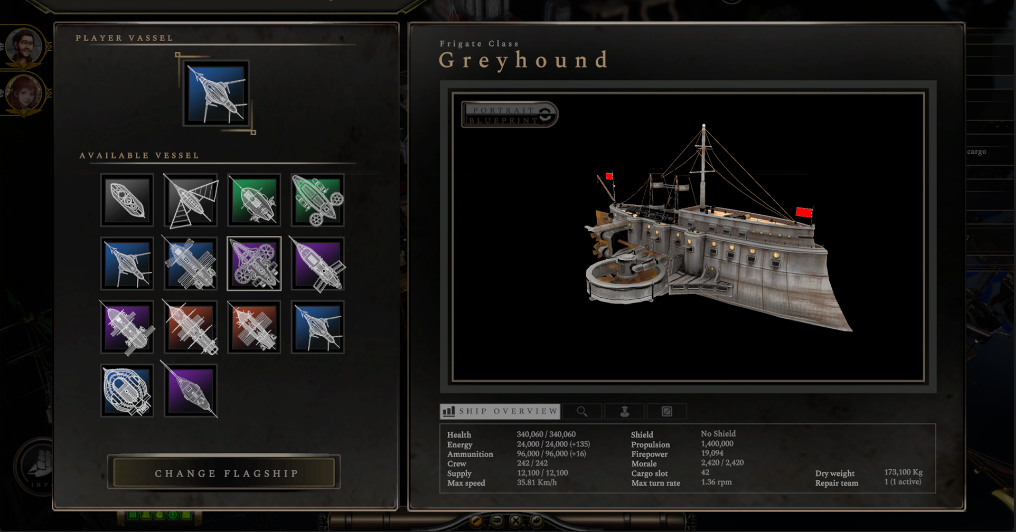 PLAYER VASSEL
Frigate Class
Greyhound
PORTRAIT
BLUEPRINT
AVAILABLE VESSEL
cargo
SHIP OVERVIEW
Health 340,060 / 340,060 Shield No Shield
Energy 24,000 / 24,000 (+135) Propulsion 1,400,000
Ammunition 96,000 / 96,000 (+16) Firepower 19,094
Crew 242 / 242 Morale 2,420 / 2,420
Supply 12,100 / 12,100 Cargo slot 42 Dry weight 173,100 Kg
Max speed 35.81 Km/h Max turn rate 1.36 rpm Repair team 1 (1 active)
CHANGE FLAGSHIP